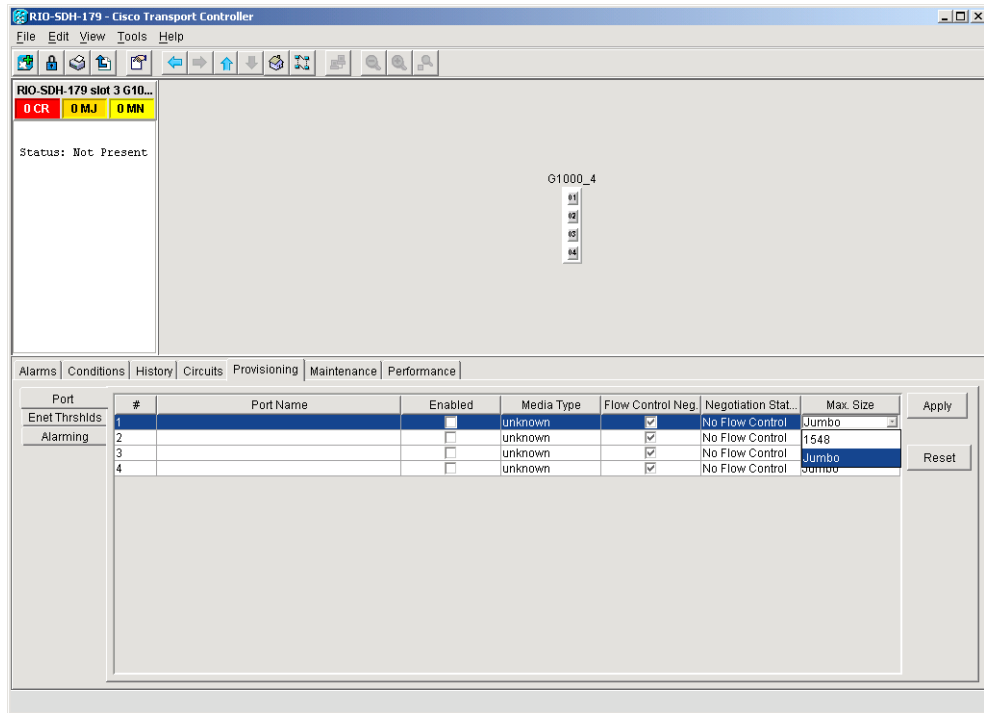 RIO-SDH-179 - Cisco Transport Controller
File Edit View Tools Help
RIO-SDH-179 slot 3 G10...
0 CR 0 MJ 0 MN
Status: Not Present
G1000_4
01
02
03
04
Alarms Conditions History Circuits Provisioning Maintenance Performance
Port
Enet Thrshlds
Alarming
# Port Name Enabled Media Type Flow Control Neg. Negotiation Stat... Max. Size
1 unknown No Flow Control Jumbo
2 unknown No Flow Control 1548
3 unknown No Flow Control Jumbo
4 unknown No Flow Control Jumbo
Apply
Reset